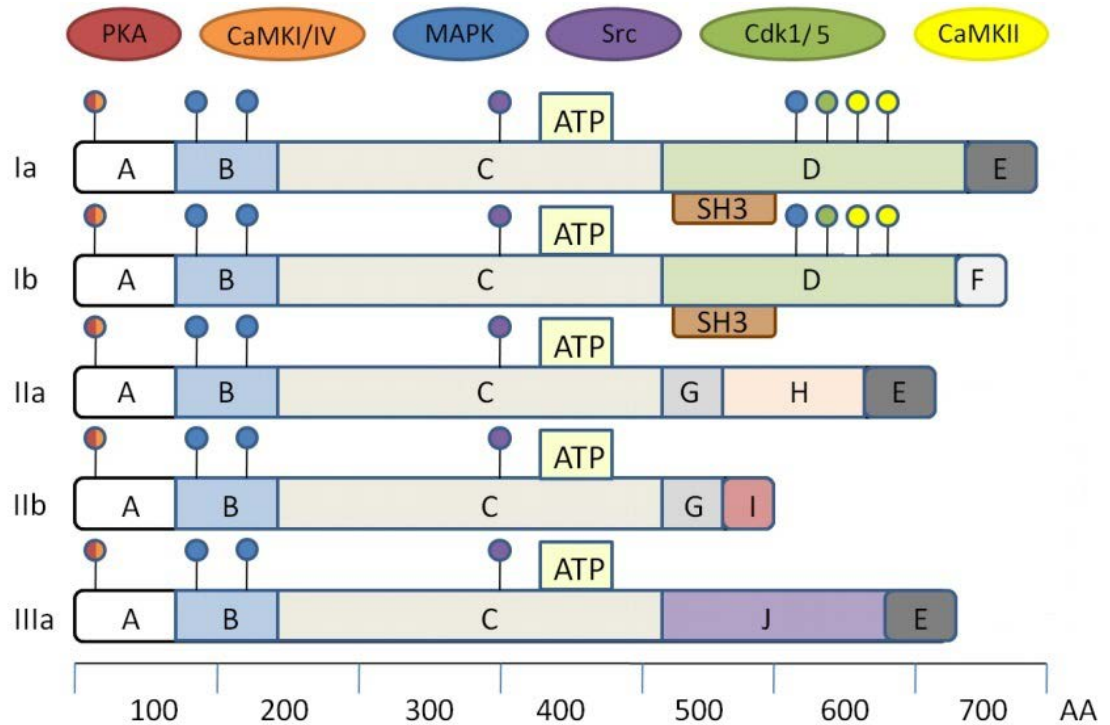 PKA CaMKI/IV MAPK Src Cdk1/5 CaMKII
ATP
Ia A B C D E
SH3
ATP
Ib A B C D F
SH3
ATP
IIa A B C G H E
ATP
IIb A B C G I
ATP
IIIa A B C J E
100 200 300 400 500 600 700 AA